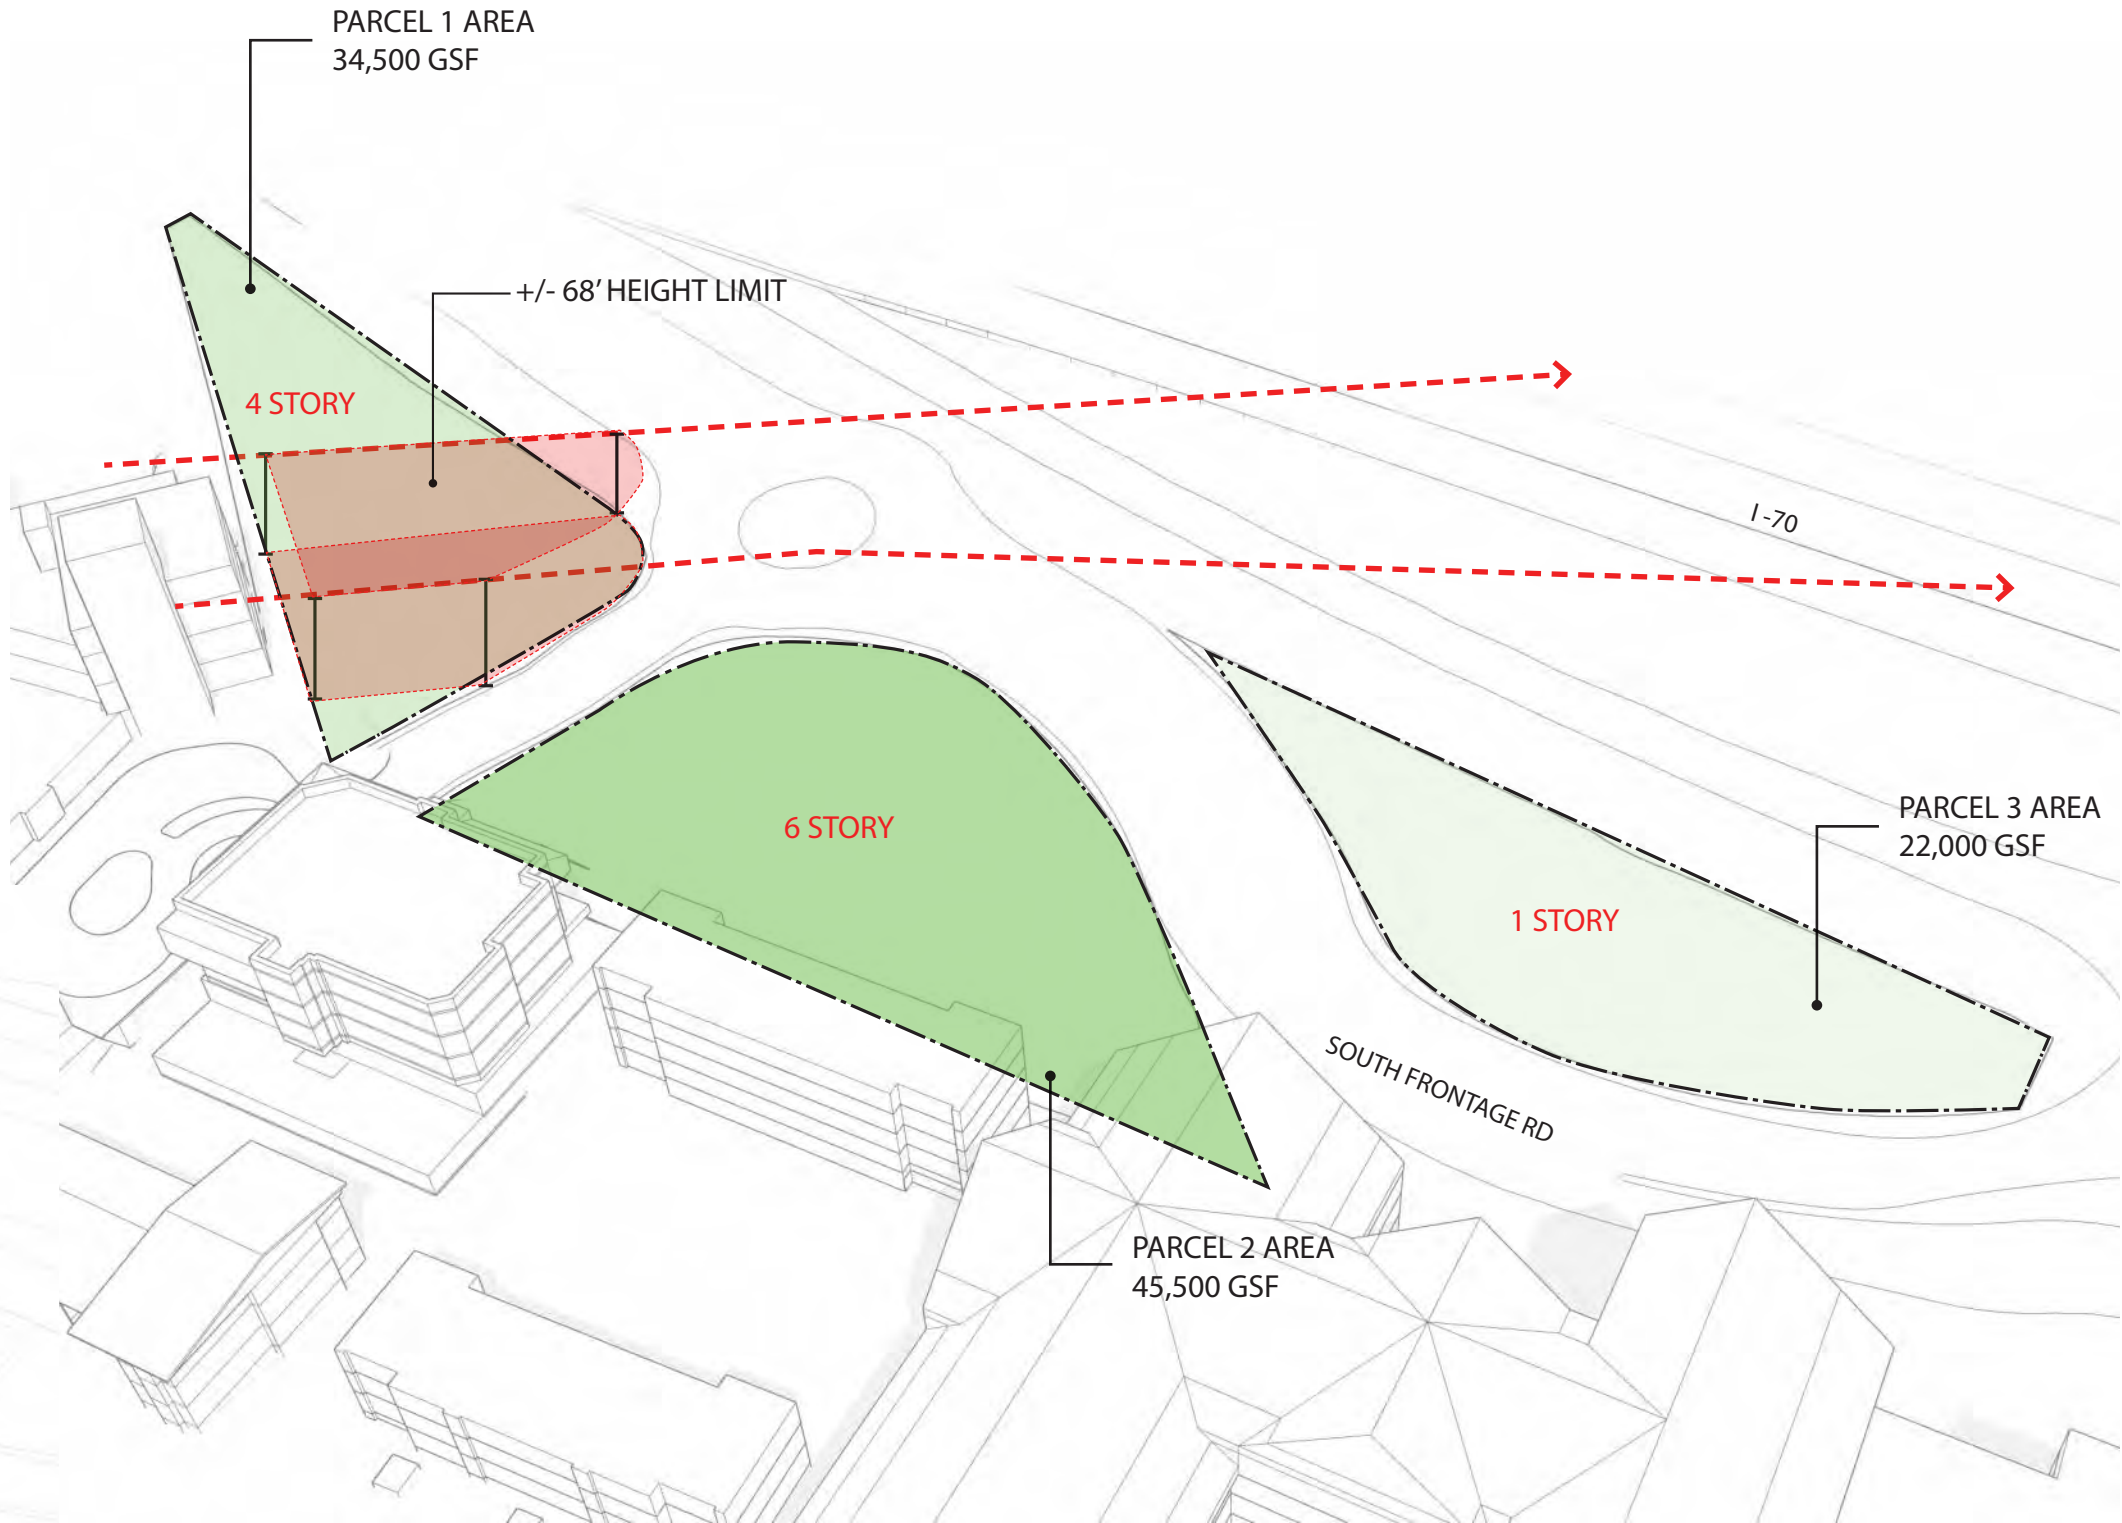 PARCEL 1 AREA
34,500 GSF
+/- 68' HEIGHT LIMIT
4 STORY
I -70
PARCEL 3 AREA
22,000 GSF
6 STORY
1 STORY
SOUTH FRONTAGE RD
PARCEL 2 AREA
45,500 GSF